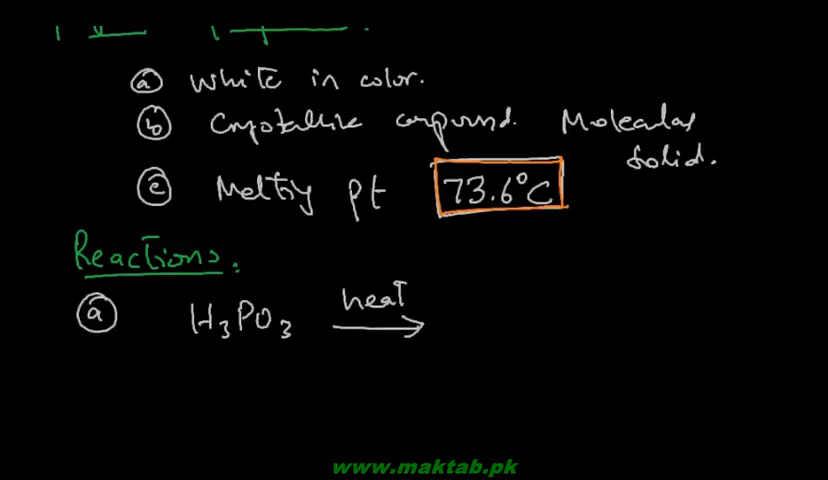 ⓐ White in color.
ⓑ Crystalline compound. Molecular
Solid.
ⓒ Melting pt 73.6°C
Reactions.
ⓐ H₃PO₃ heat
www.maktab.pk